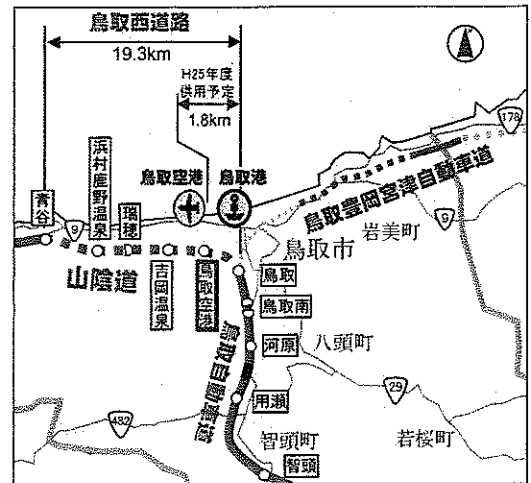 鳥取西道路
19.3km
H25年度
供用予定
1.8km
178
浜村鹿野温泉
鳥取空港
鳥取港
鳥取豊岡宮津自動車道
青谷
瑞穂
9
岩美町
9
鳥取市
山陰道
吉岡温泉
鳥取空港
鳥取
鳥取南
鳥取自動車道
河原
八頭町
29
用瀬
482
智頭町
若桜町
智頭